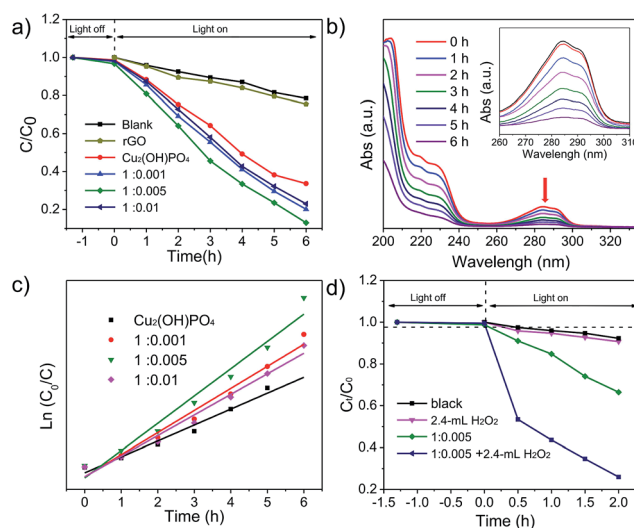 a)
Light off
Light on
C/C0
1.0
0.8
0.6
0.4
0.2
Blank
rGO
Cu2(OH)PO4
1 :0.001
1 :0.005
1 :0.01
-1 0 1 2 3 4 5 6
Time(h)
b)
Abs (a.u.)
0 h
1 h
2 h
3 h
4 h
5 h
6 h
200 220 240 260 280 300 320
Wavelengh (nm)
Abs (a.u.)
260 270 280 290 300 310
Wavelengh (nm)
c)
Ln (C0/C)
Cu2(OH)PO4
1 :0.001
1 :0.005
1 :0.01
0 1 2 3 4 5 6
Time (h)
d)
Light off
Light on
Ct/C0
1.2
1.0
0.8
0.6
0.4
0.2
black
2.4-mL H2O2
1:0.005
1:0.005 +2.4-mL H2O2
-1.5 -1.0 -0.5 0.0 0.5 1.0 1.5 2.0
Time (h)